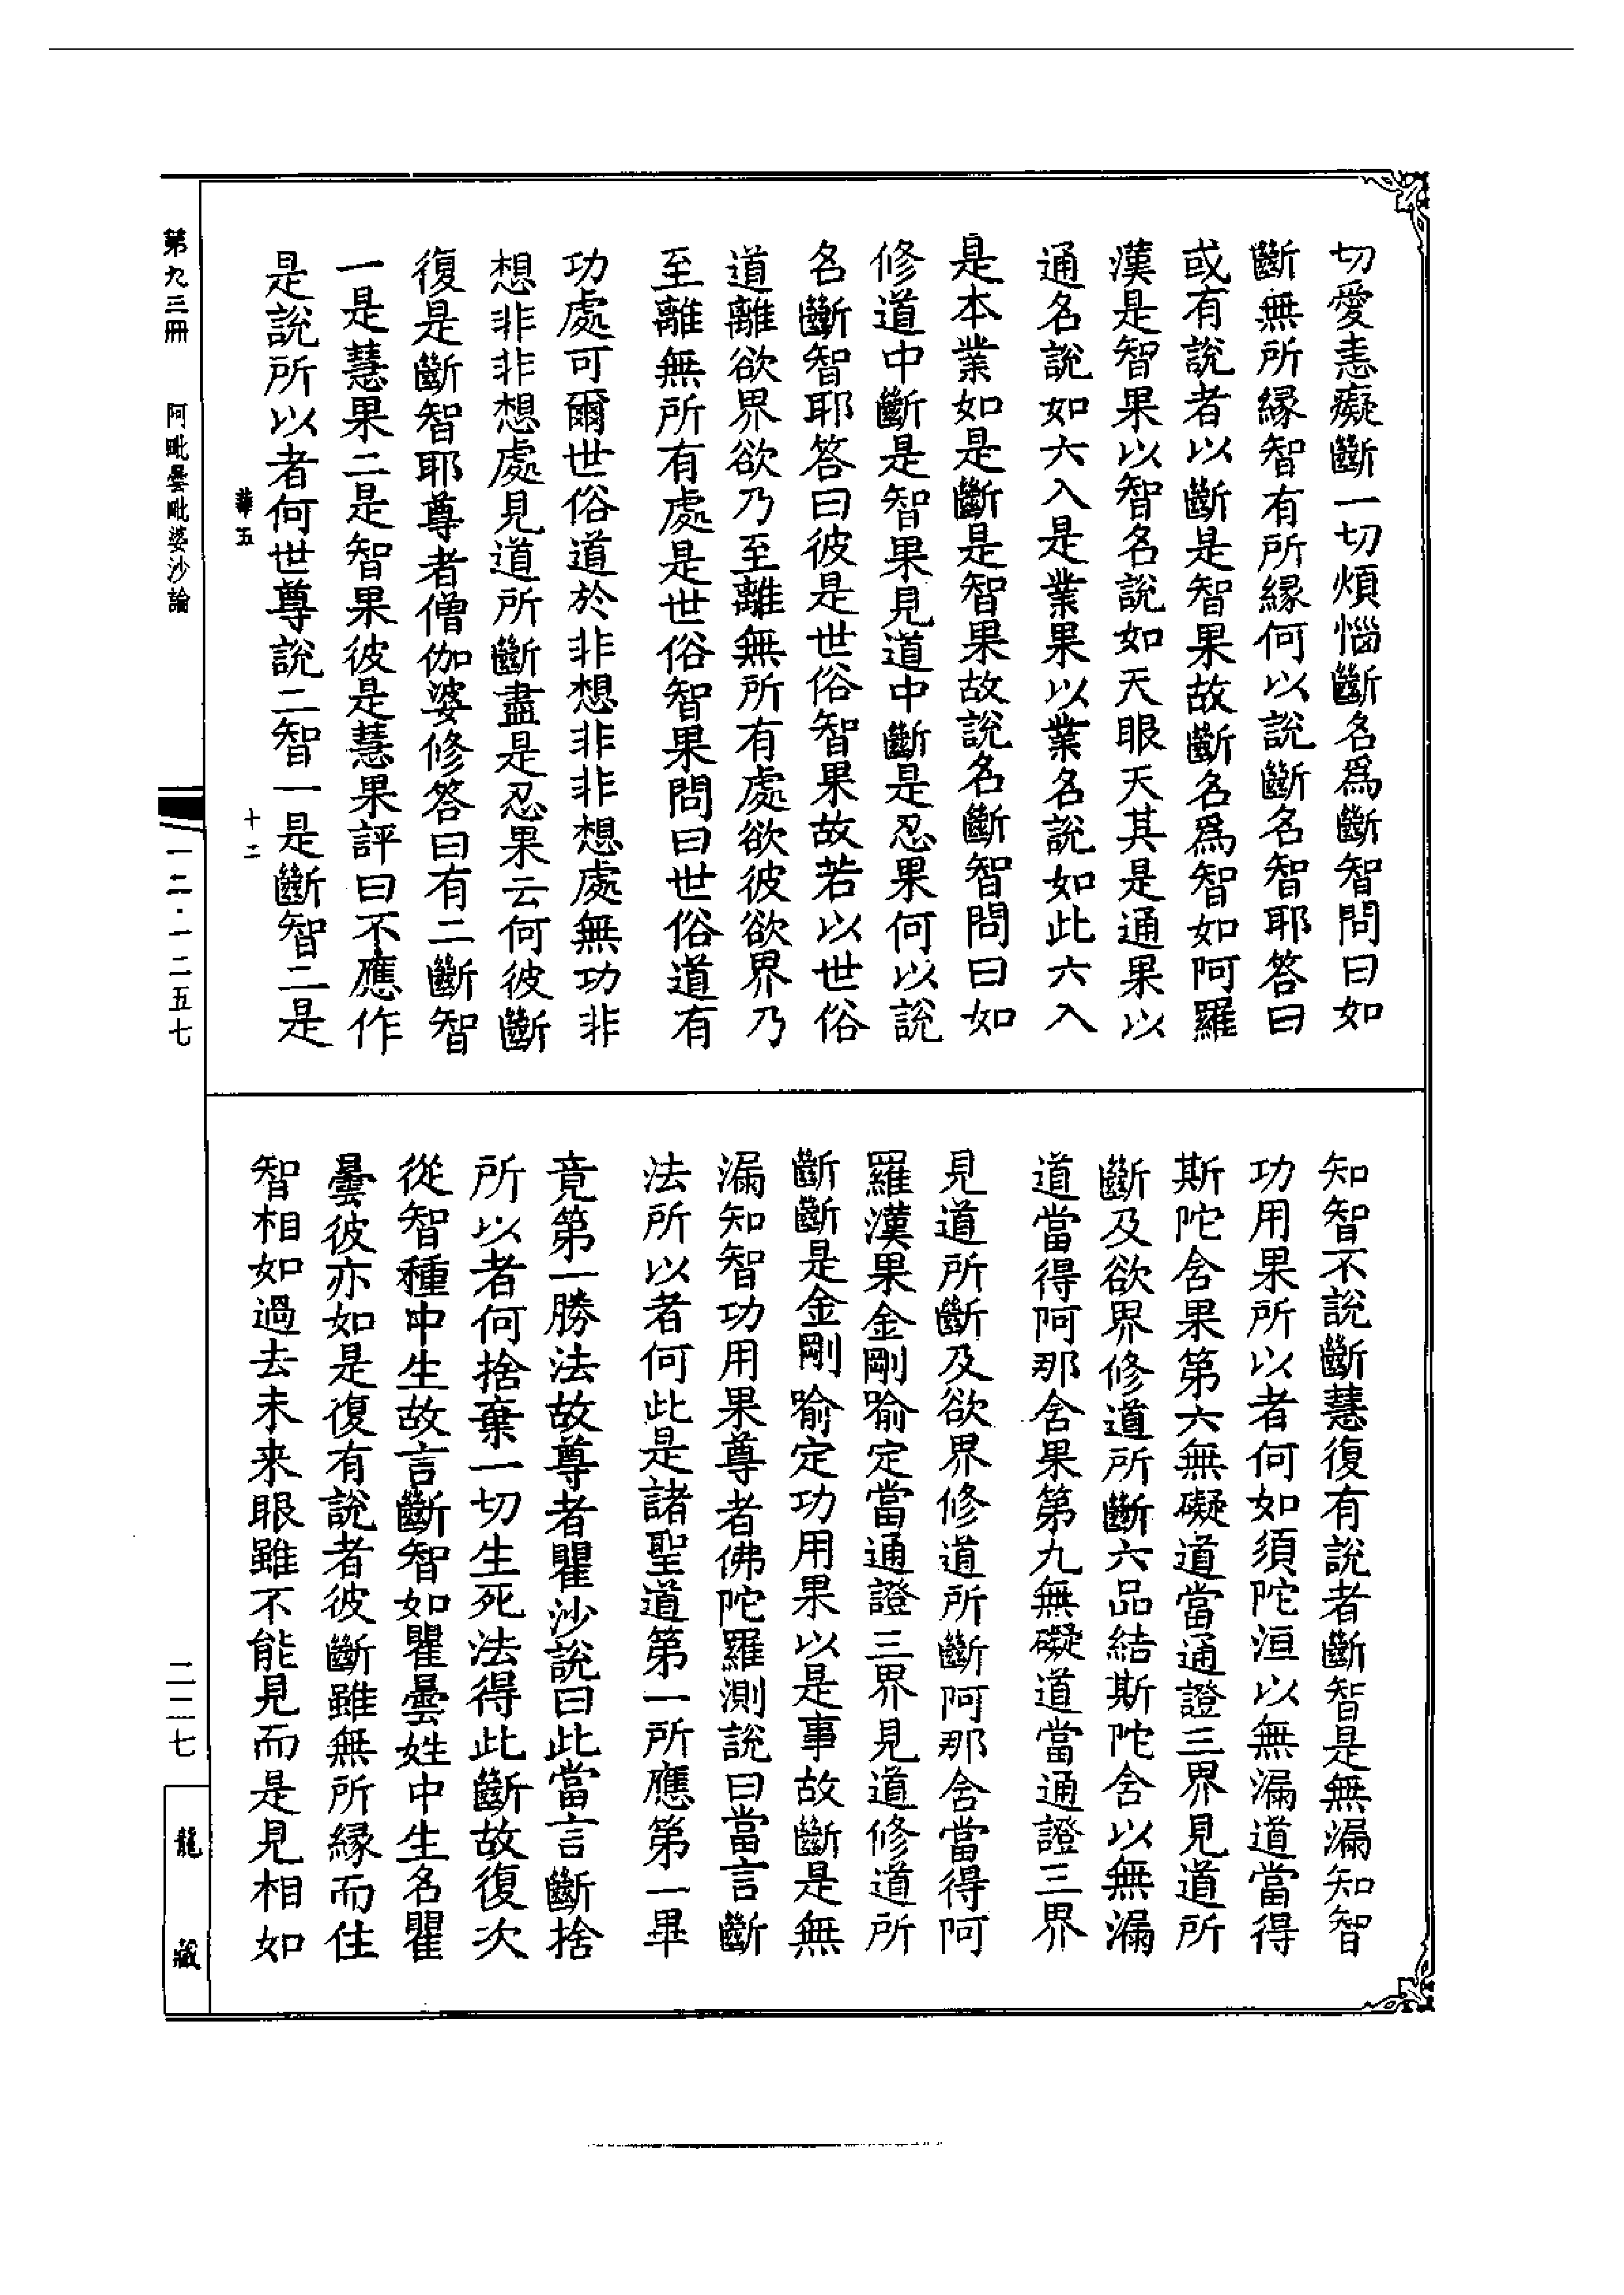 切愛恚癡斷一切煩惱斷名爲斷智問曰如
斷無所縁智有所縁何以說斷名智耶答曰
或有說者以斷是智果故斷名爲智如阿羅
漢是智果以智名說如天眼天其是通果以
通名說如六入是業果以業名說如此六入
是本業如是斷是智果故說名斷智問曰如
修道中斷是智果見道中斷是忍果何以說
名斷智耶答曰彼是世俗智果故若以世俗
道離欲界欲乃至離無所有處欲彼欲界乃
至離無所有處是世俗智果問曰世俗道有
功處可爾世俗道於非想非非想處無功非
想非非想處見道所斷盡是忍果云何彼斷
復是斷智耶尊者僧伽婆修答曰有二斷智
一是慧果二是智果彼是慧果評曰不應作
是說所以者何世尊說二智一是斷智二是
華五
十二
知智不說斷慧復有說者斷智是無漏知智
功用果所以者何如須陀洹以無漏道當得
斯陀含果第六無礙道當通證三界見道所
斷及欲界修道所斷六品結斯陀含以無漏
道當得阿那含果第九無礙道當通證三界
見道所斷及欲界修道所斷阿那含當得阿
羅漢果金剛喻定當通證三界見道修道所
斷斷是金剛喻定功用果以是事故斷是無
漏知智功用果尊者佛陀羅測說曰當言斷
法所以者何此是諸聖道第一所應第一畢
竟第一勝法故尊者瞿沙說曰此當言斷捨
所以者何捨棄一切生死法得此斷故復次
從智種中生故言斷智如瞿曇姓中生名瞿
曇彼亦如是復有說者彼斷雖無所縁而住
智相如過去未来眼雖不能見而是見相如
第九三冊
阿毗曇毗婆沙論
一二·一二五七
二二七
龍藏